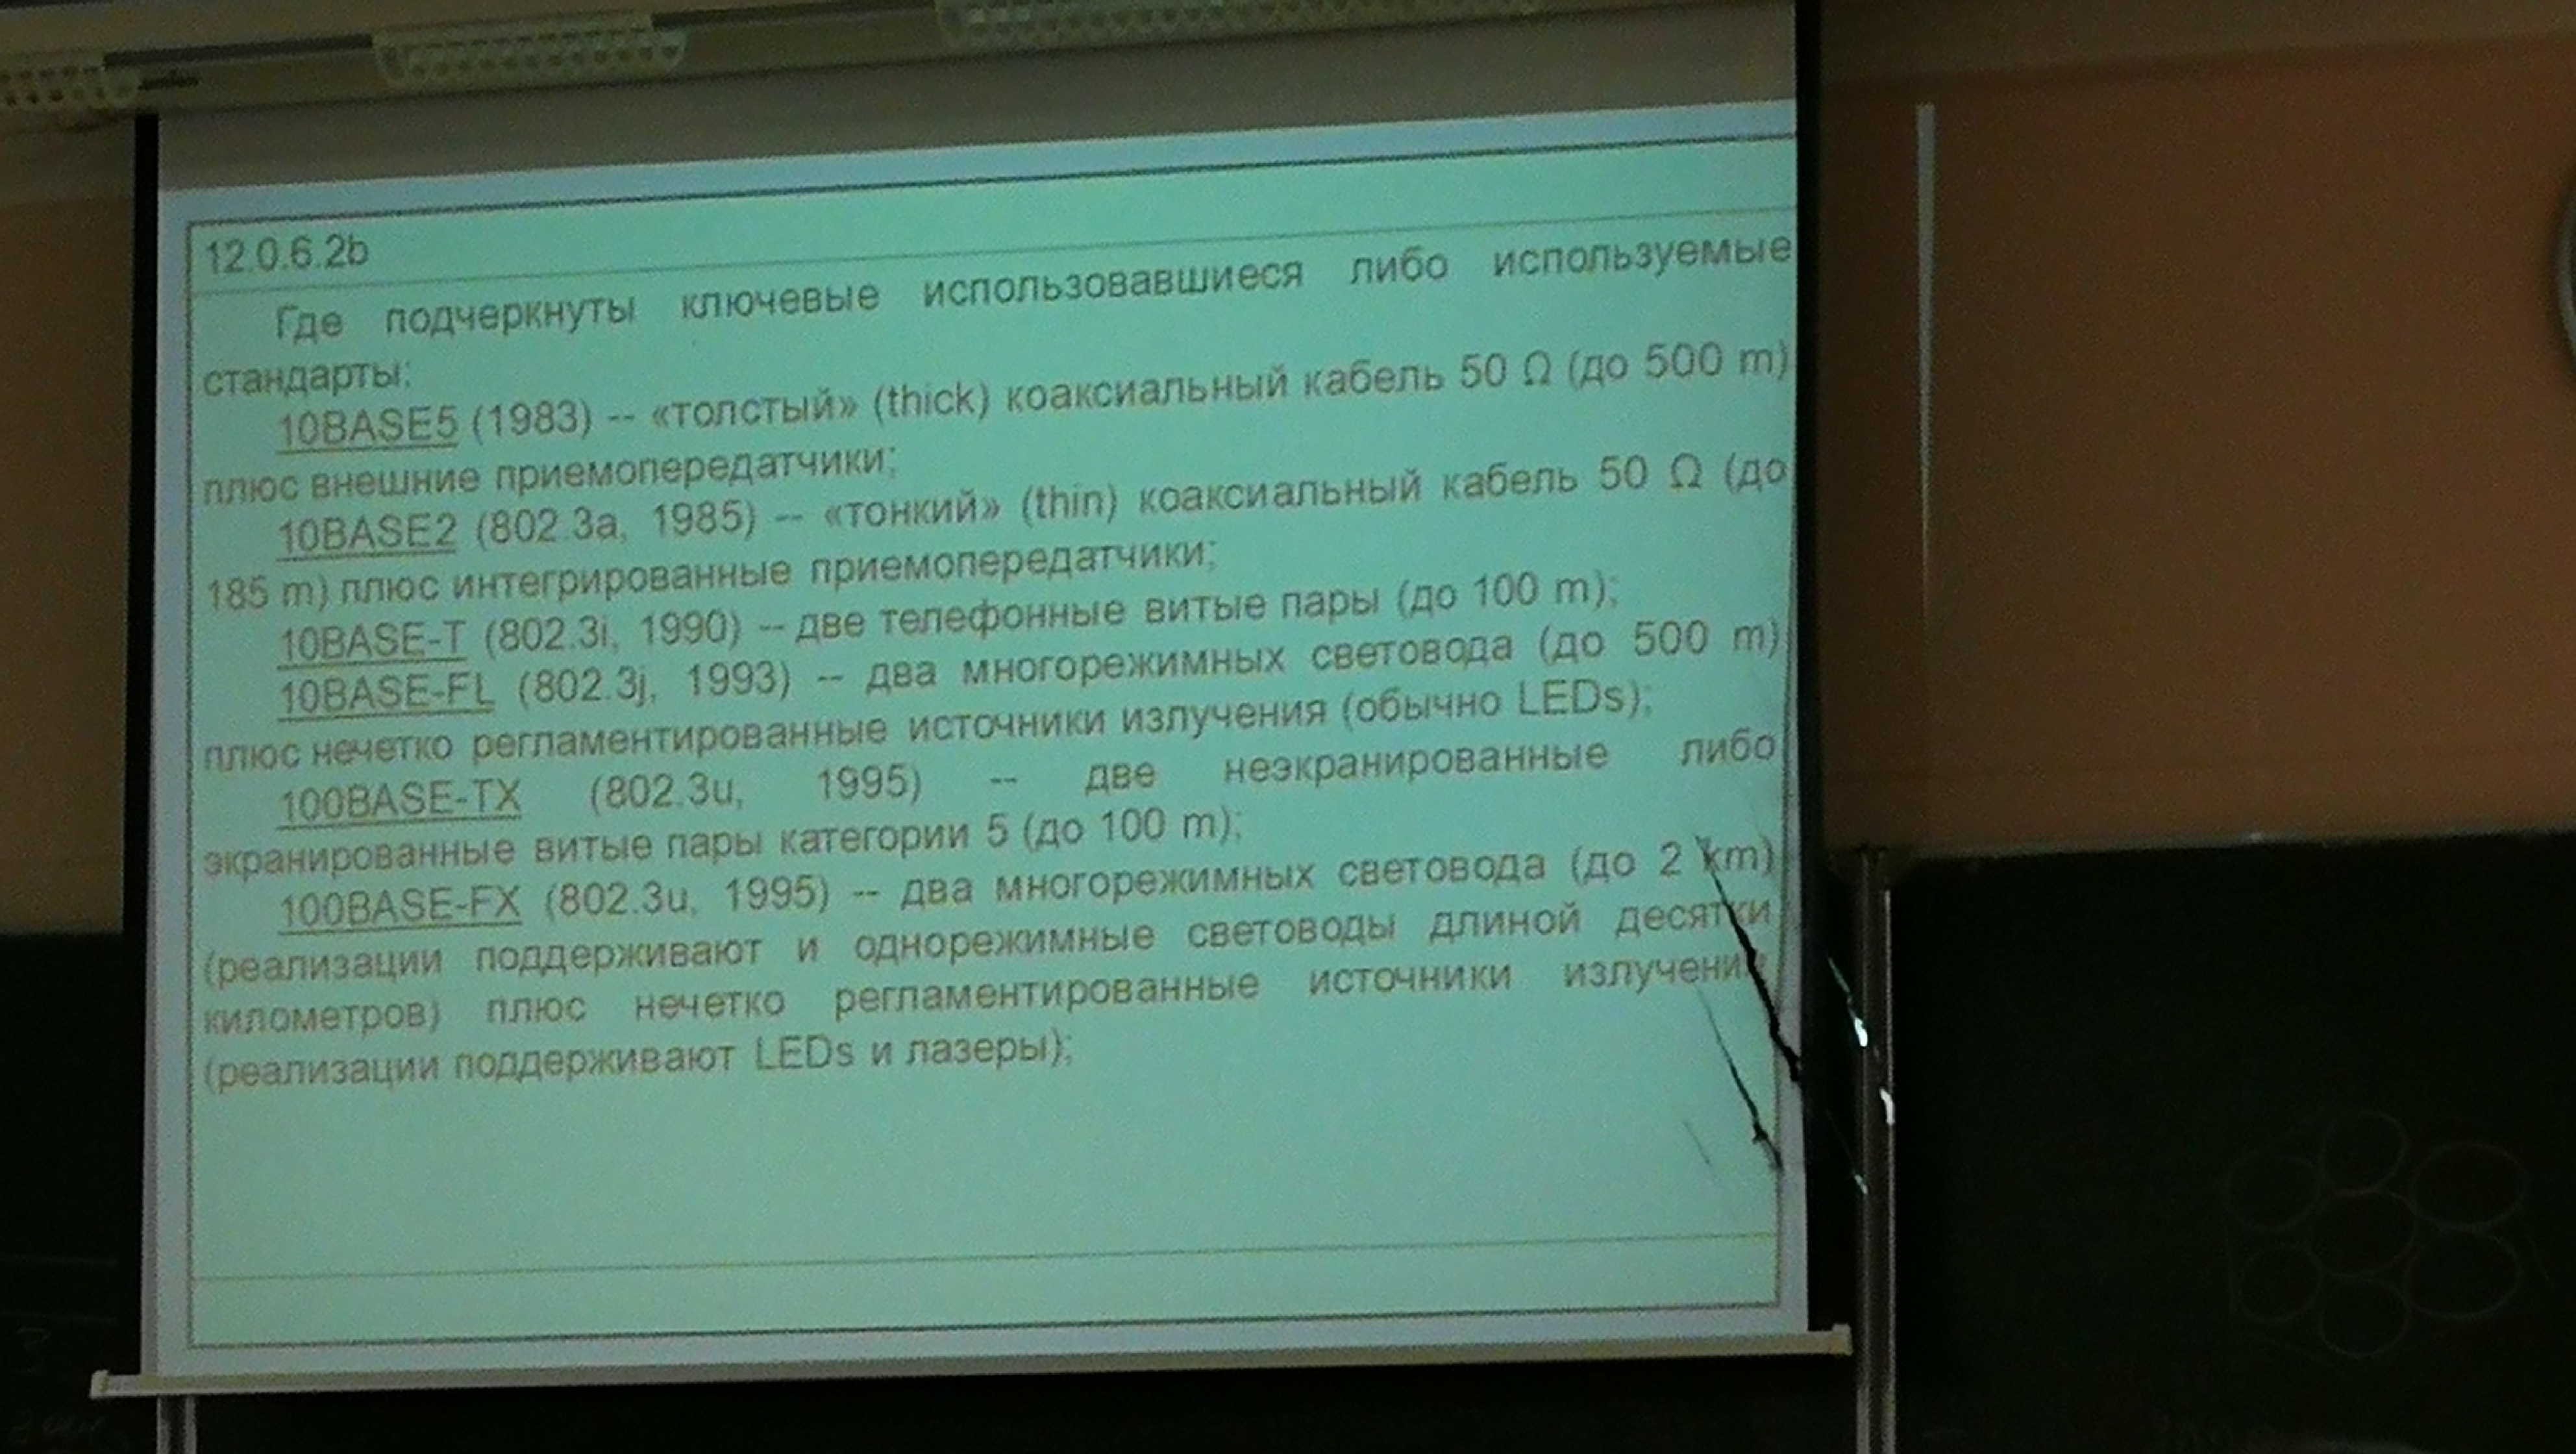 12.0.6.2b
Где подчеркнуты ключевые использовавшиеся либо используемые
стандарты:
10BASE5 (1983) -- «толстый» (thick) коаксиальный кабель 50 Ω (до 500 m)
плюс внешние приемопередатчики;
10BASE2 (802.3a, 1985) -- «тонкий» (thin) коаксиальный кабель 50 Ω (до
185 m) плюс интегрированные приемопередатчики;
10BASE-T (802.3i, 1990) -- две телефонные витые пары (до 100 m);
10BASE-FL (802.3j, 1993) -- два многорежимных световода (до 500 m)
плюс нечетко регламентированные источники излучения (обычно LEDs);
100BASE-TX (802.3u, 1995) -- две неэкранированные либо
экранированные витые пары категории 5 (до 100 m);
100BASE-FX (802.3u, 1995) -- два многорежимных световода (до 2 km)
(реализации поддерживают и однорежимные световоды длиной десятки
километров) плюс нечетко регламентированные источники излучения
(реализации поддерживают LEDs и лазеры);